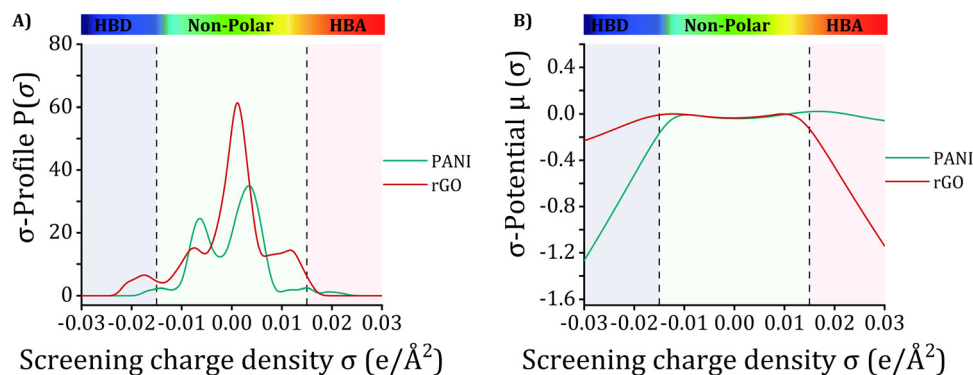 A)
HBD Non-Polar HBA
σ-Profile P(σ)
80
60
40
20
0
-0.03 -0.02 -0.01 0.00 0.01 0.02 0.03
Screening charge density σ (e/Å²)
PANI
rGO
B)
HBD Non-Polar HBA
σ-Potential μ (σ)
0.4
0.0
-0.4
-0.8
-1.2
-1.6
-0.03 -0.02 -0.01 0.00 0.01 0.02 0.03
Screening charge density σ (e/Å²)
PANI
rGO